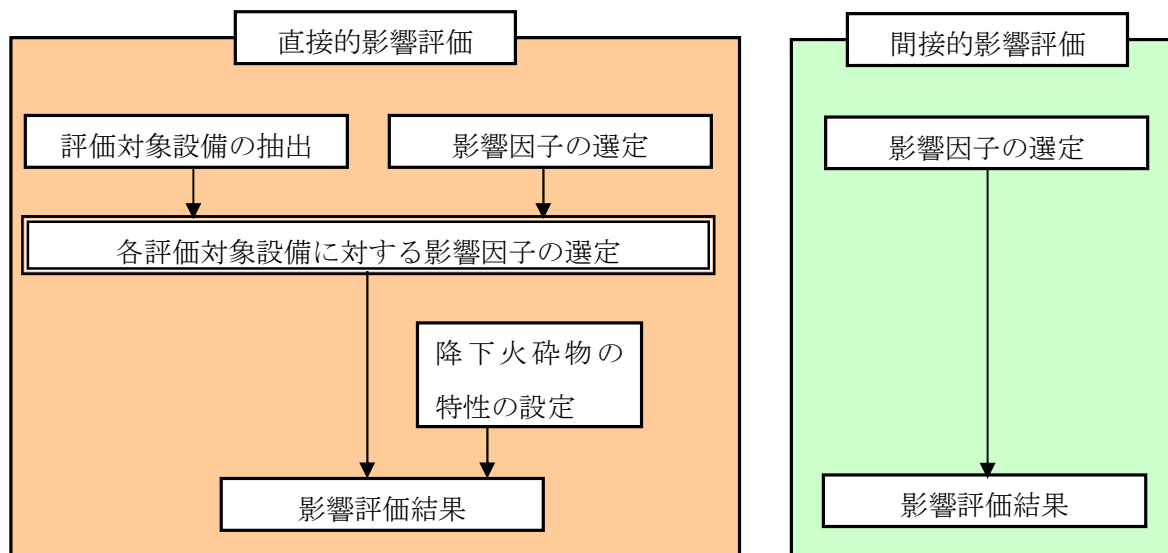 直接的影響評価
評価対象設備の抽出
影響因子の選定
各評価対象設備に対する影響因子の選定
降下火砕物の
特性の設定
影響評価結果
間接的影響評価
影響因子の選定
影響評価結果